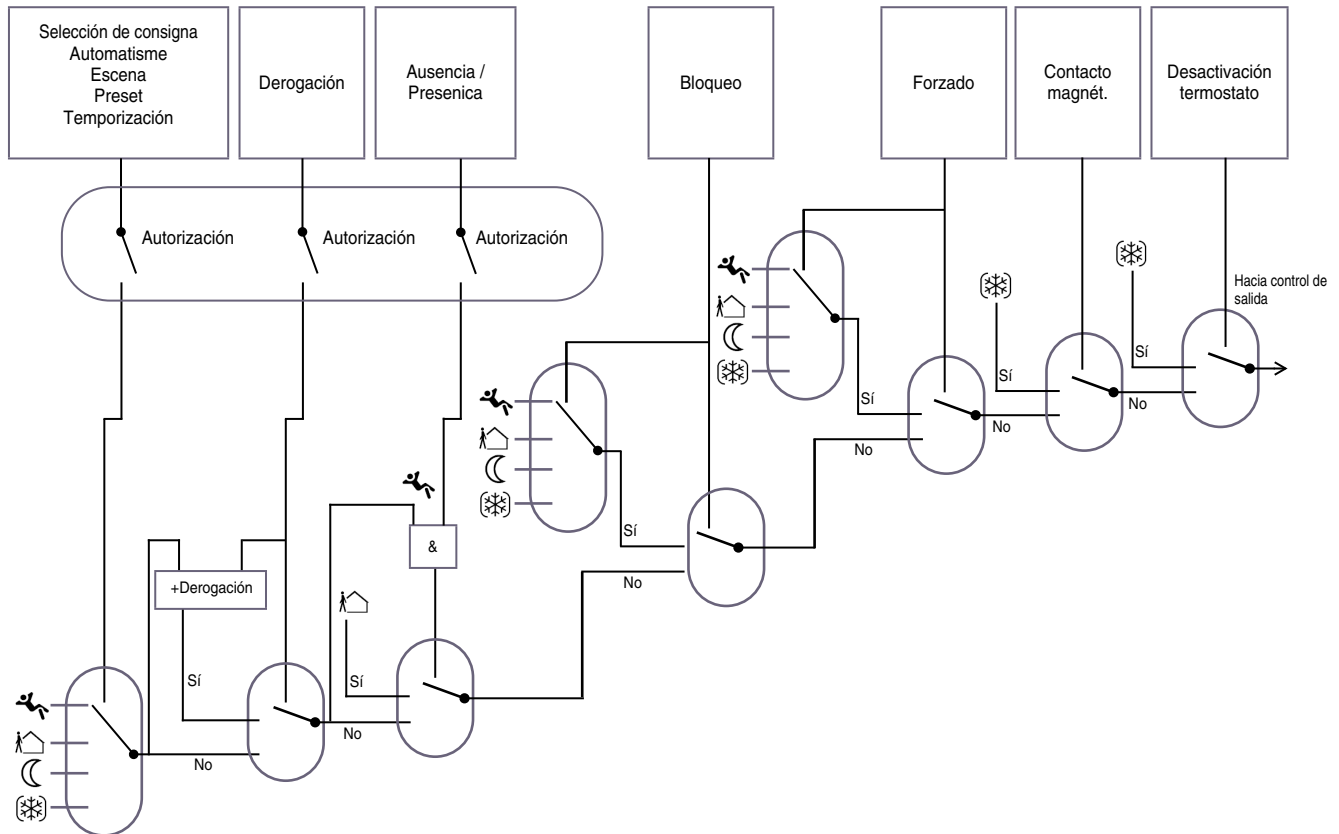 Selección de consigna
Automatisme
Escena
Preset
Temporización
Derogación
Ausencia /
Presenica
Bloqueo
Forzado
Contacto
magnét.
Desactivación
termostato
Autorización
Autorización
Autorización
Hacia control de
salida
Sí
No
Sí
No
Sí
No
Sí
No
&
+Derogación
Sí
No
Sí
No